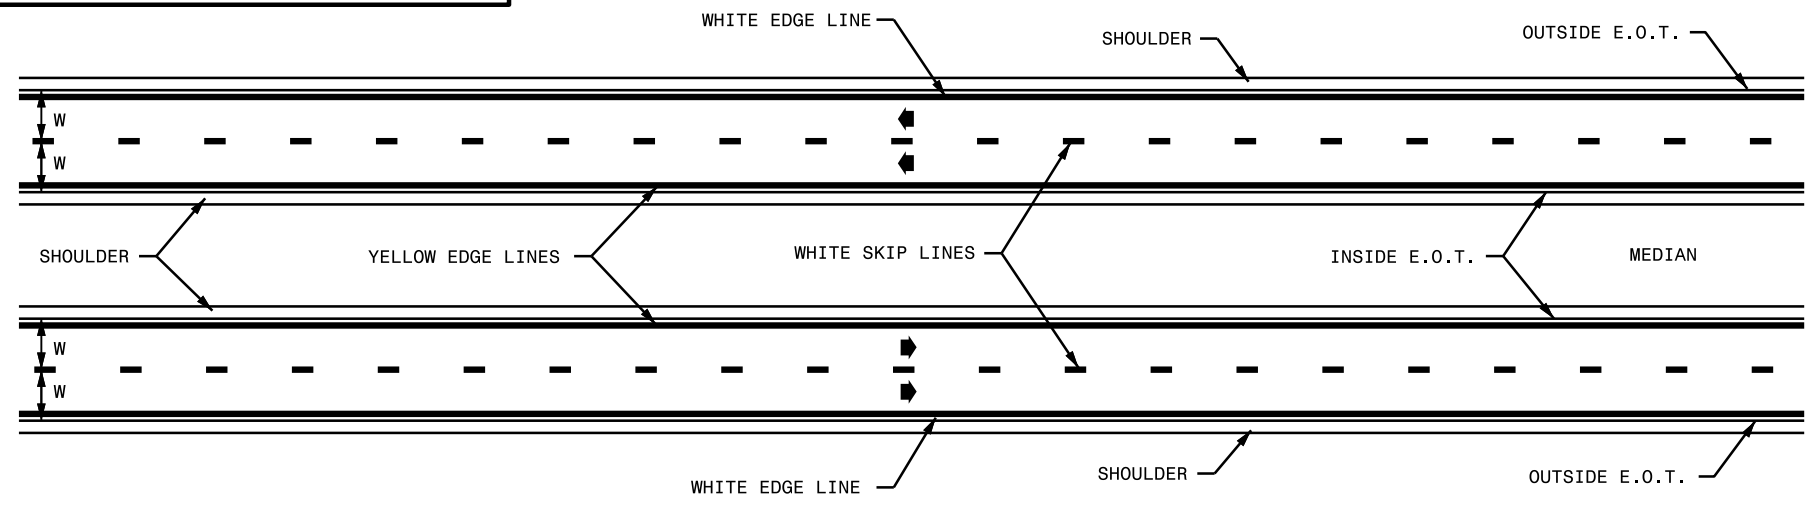 WHITE EDGE LINE
SHOULDER
OUTSIDE E.O.T.
W
W
SHOULDER
YELLOW EDGE LINES
WHITE SKIP LINES
INSIDE E.O.T.
MEDIAN
W
W
WHITE EDGE LINE
SHOULDER
OUTSIDE E.O.T.